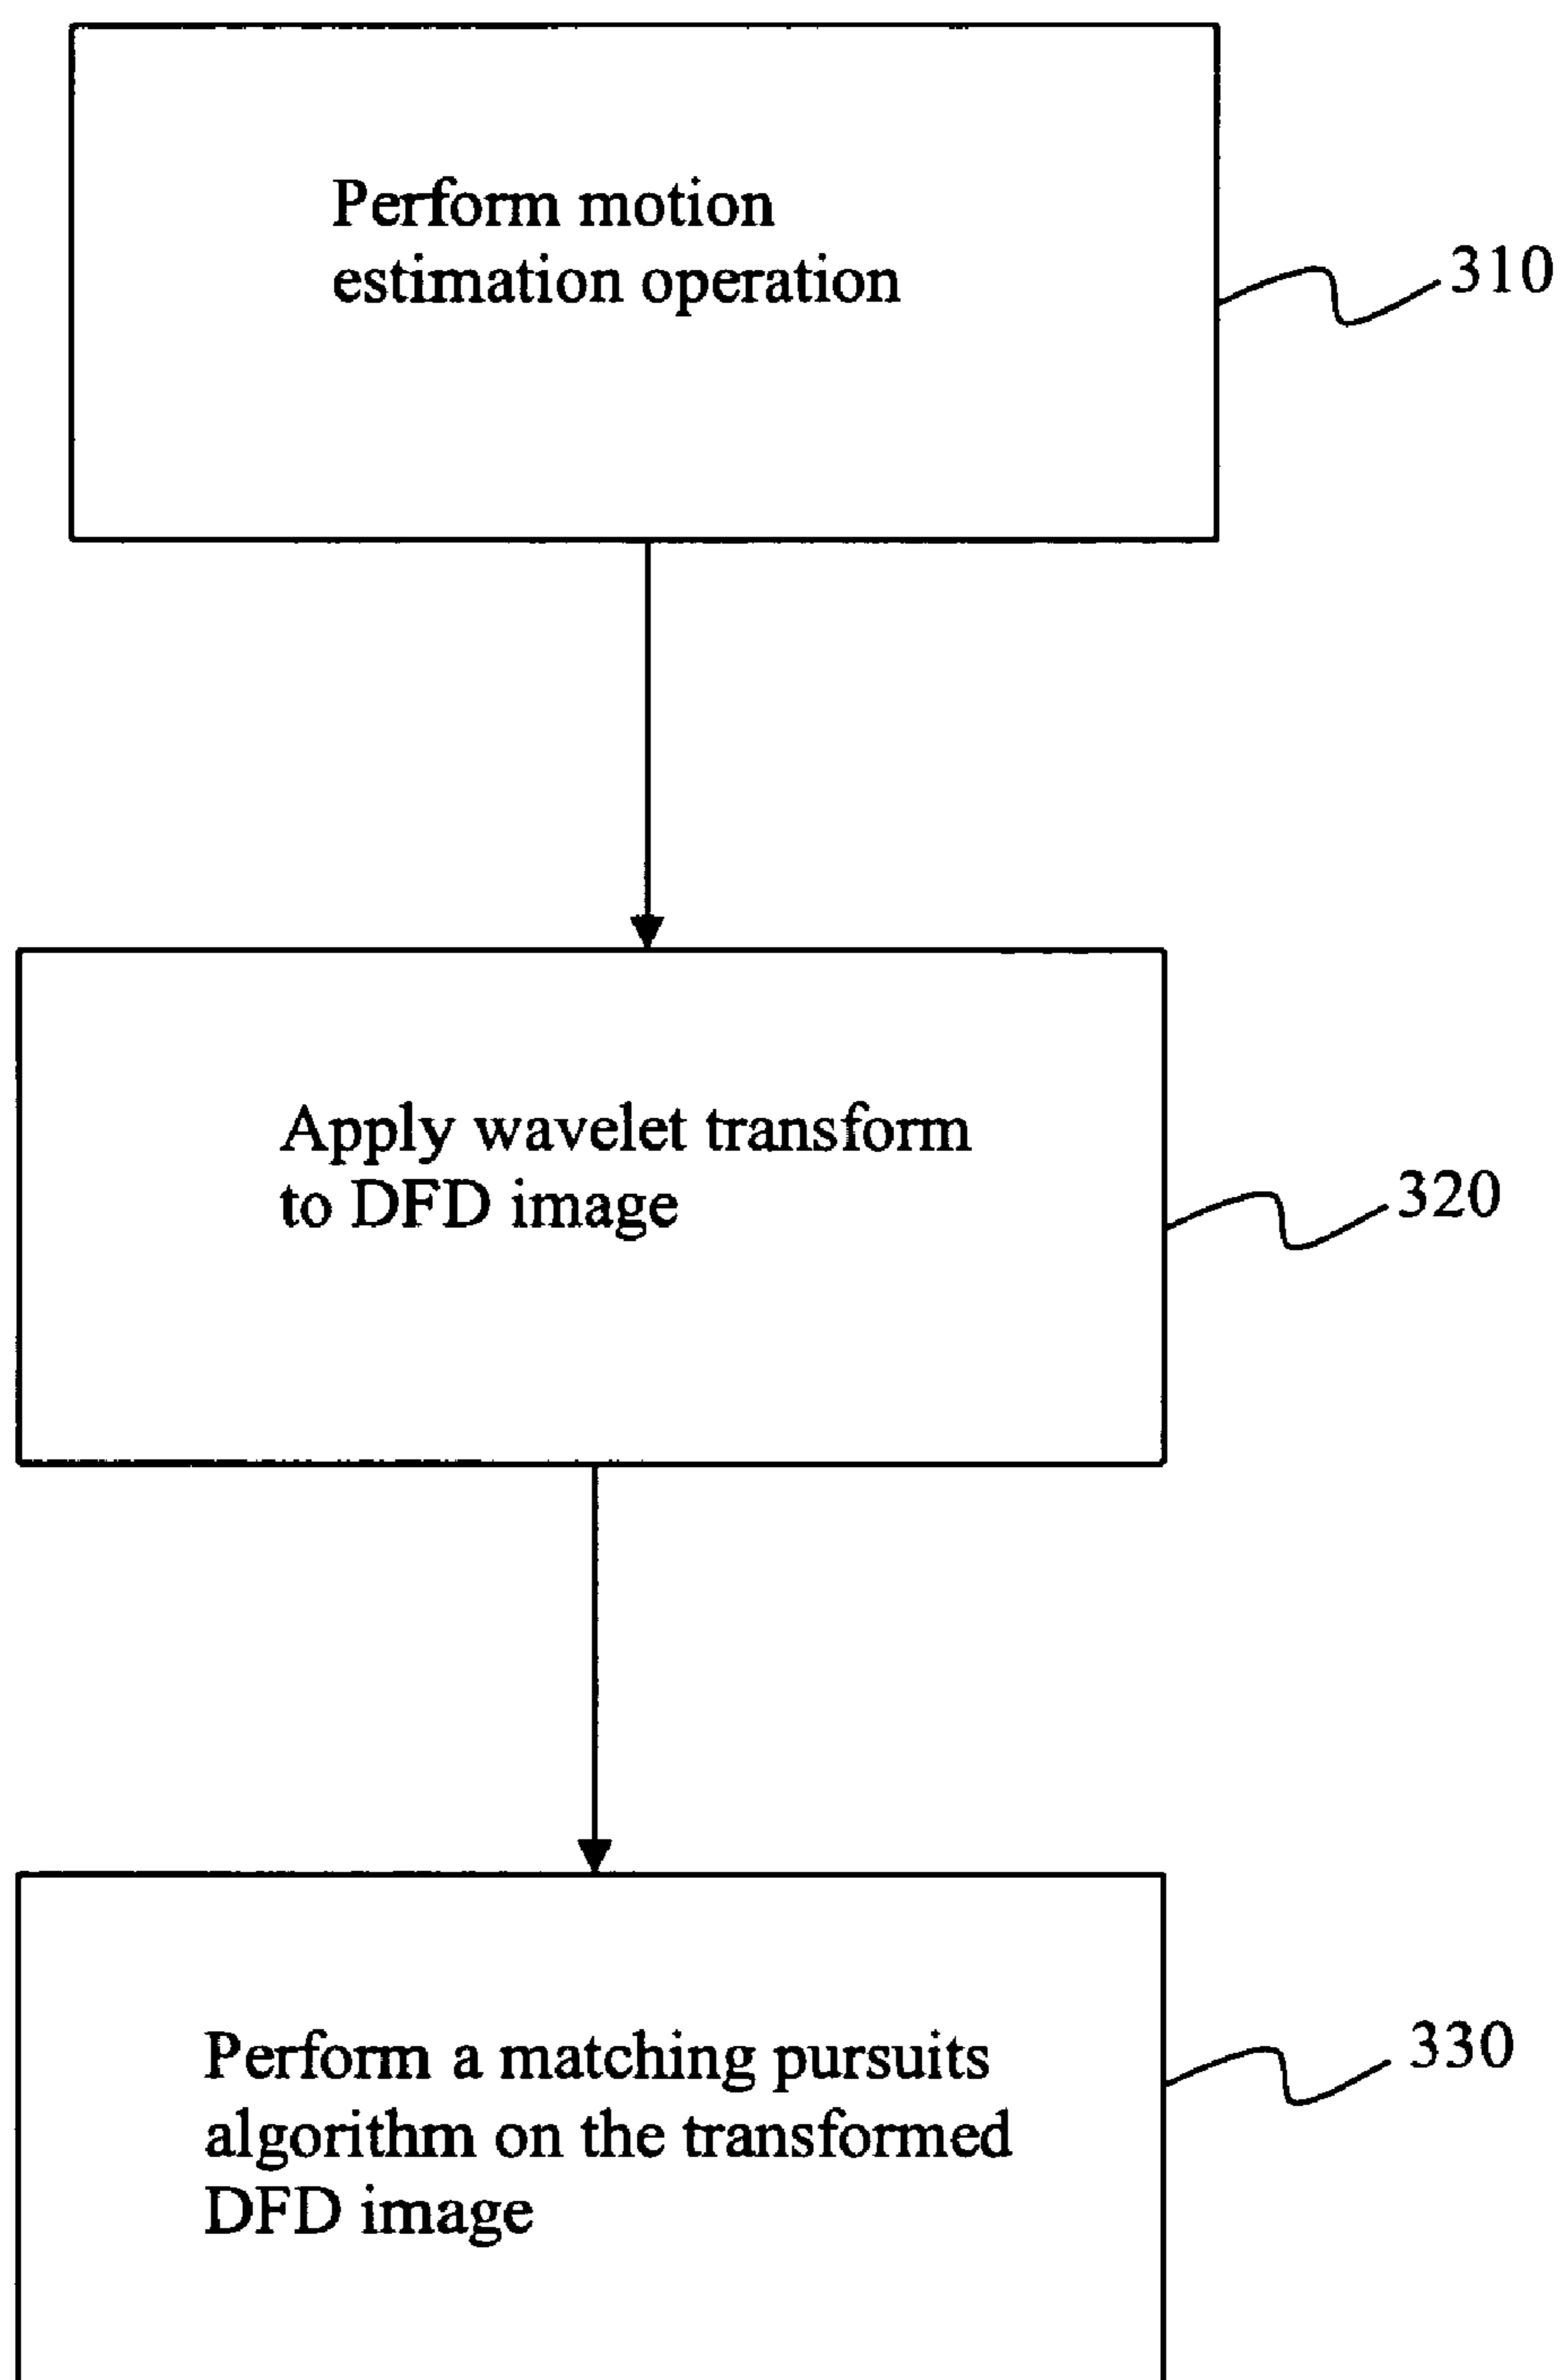 Perform motion
estimation operation
310
Apply wavelet transform
to DFD image
320
Perform a matching pursuits
algorithm on the transformed
DFD image
330